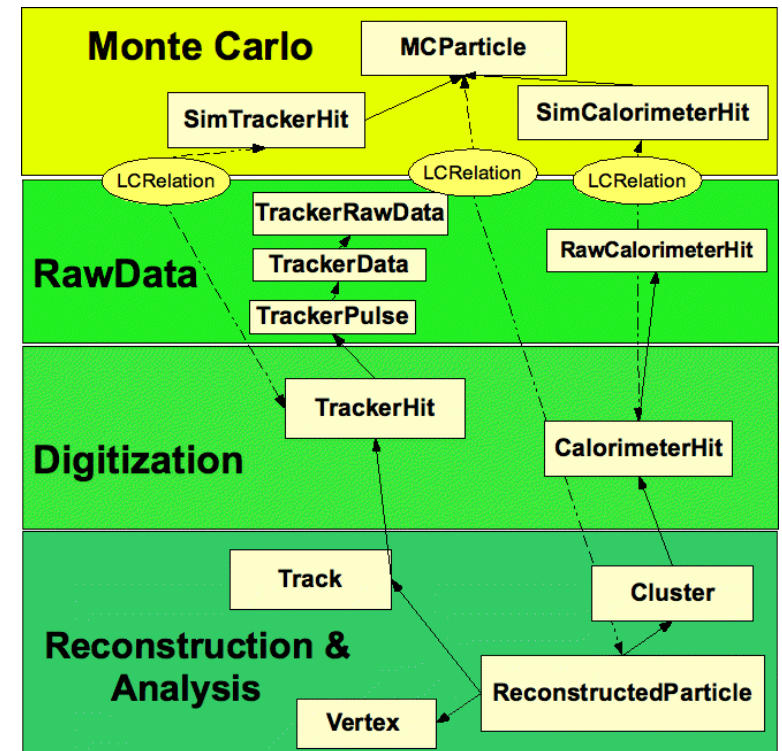 Monte Carlo
MCParticle
SimTrackerHit
SimCalorimeterHit
LCRelation
LCRelation
LCRelation
TrackerRawData
TrackerData
TrackerPulse
RawCalorimeterHit
RawData
TrackerHit
CalorimeterHit
Digitization
Track
Cluster
Reconstruction &
Analysis
ReconstructedParticle
Vertex